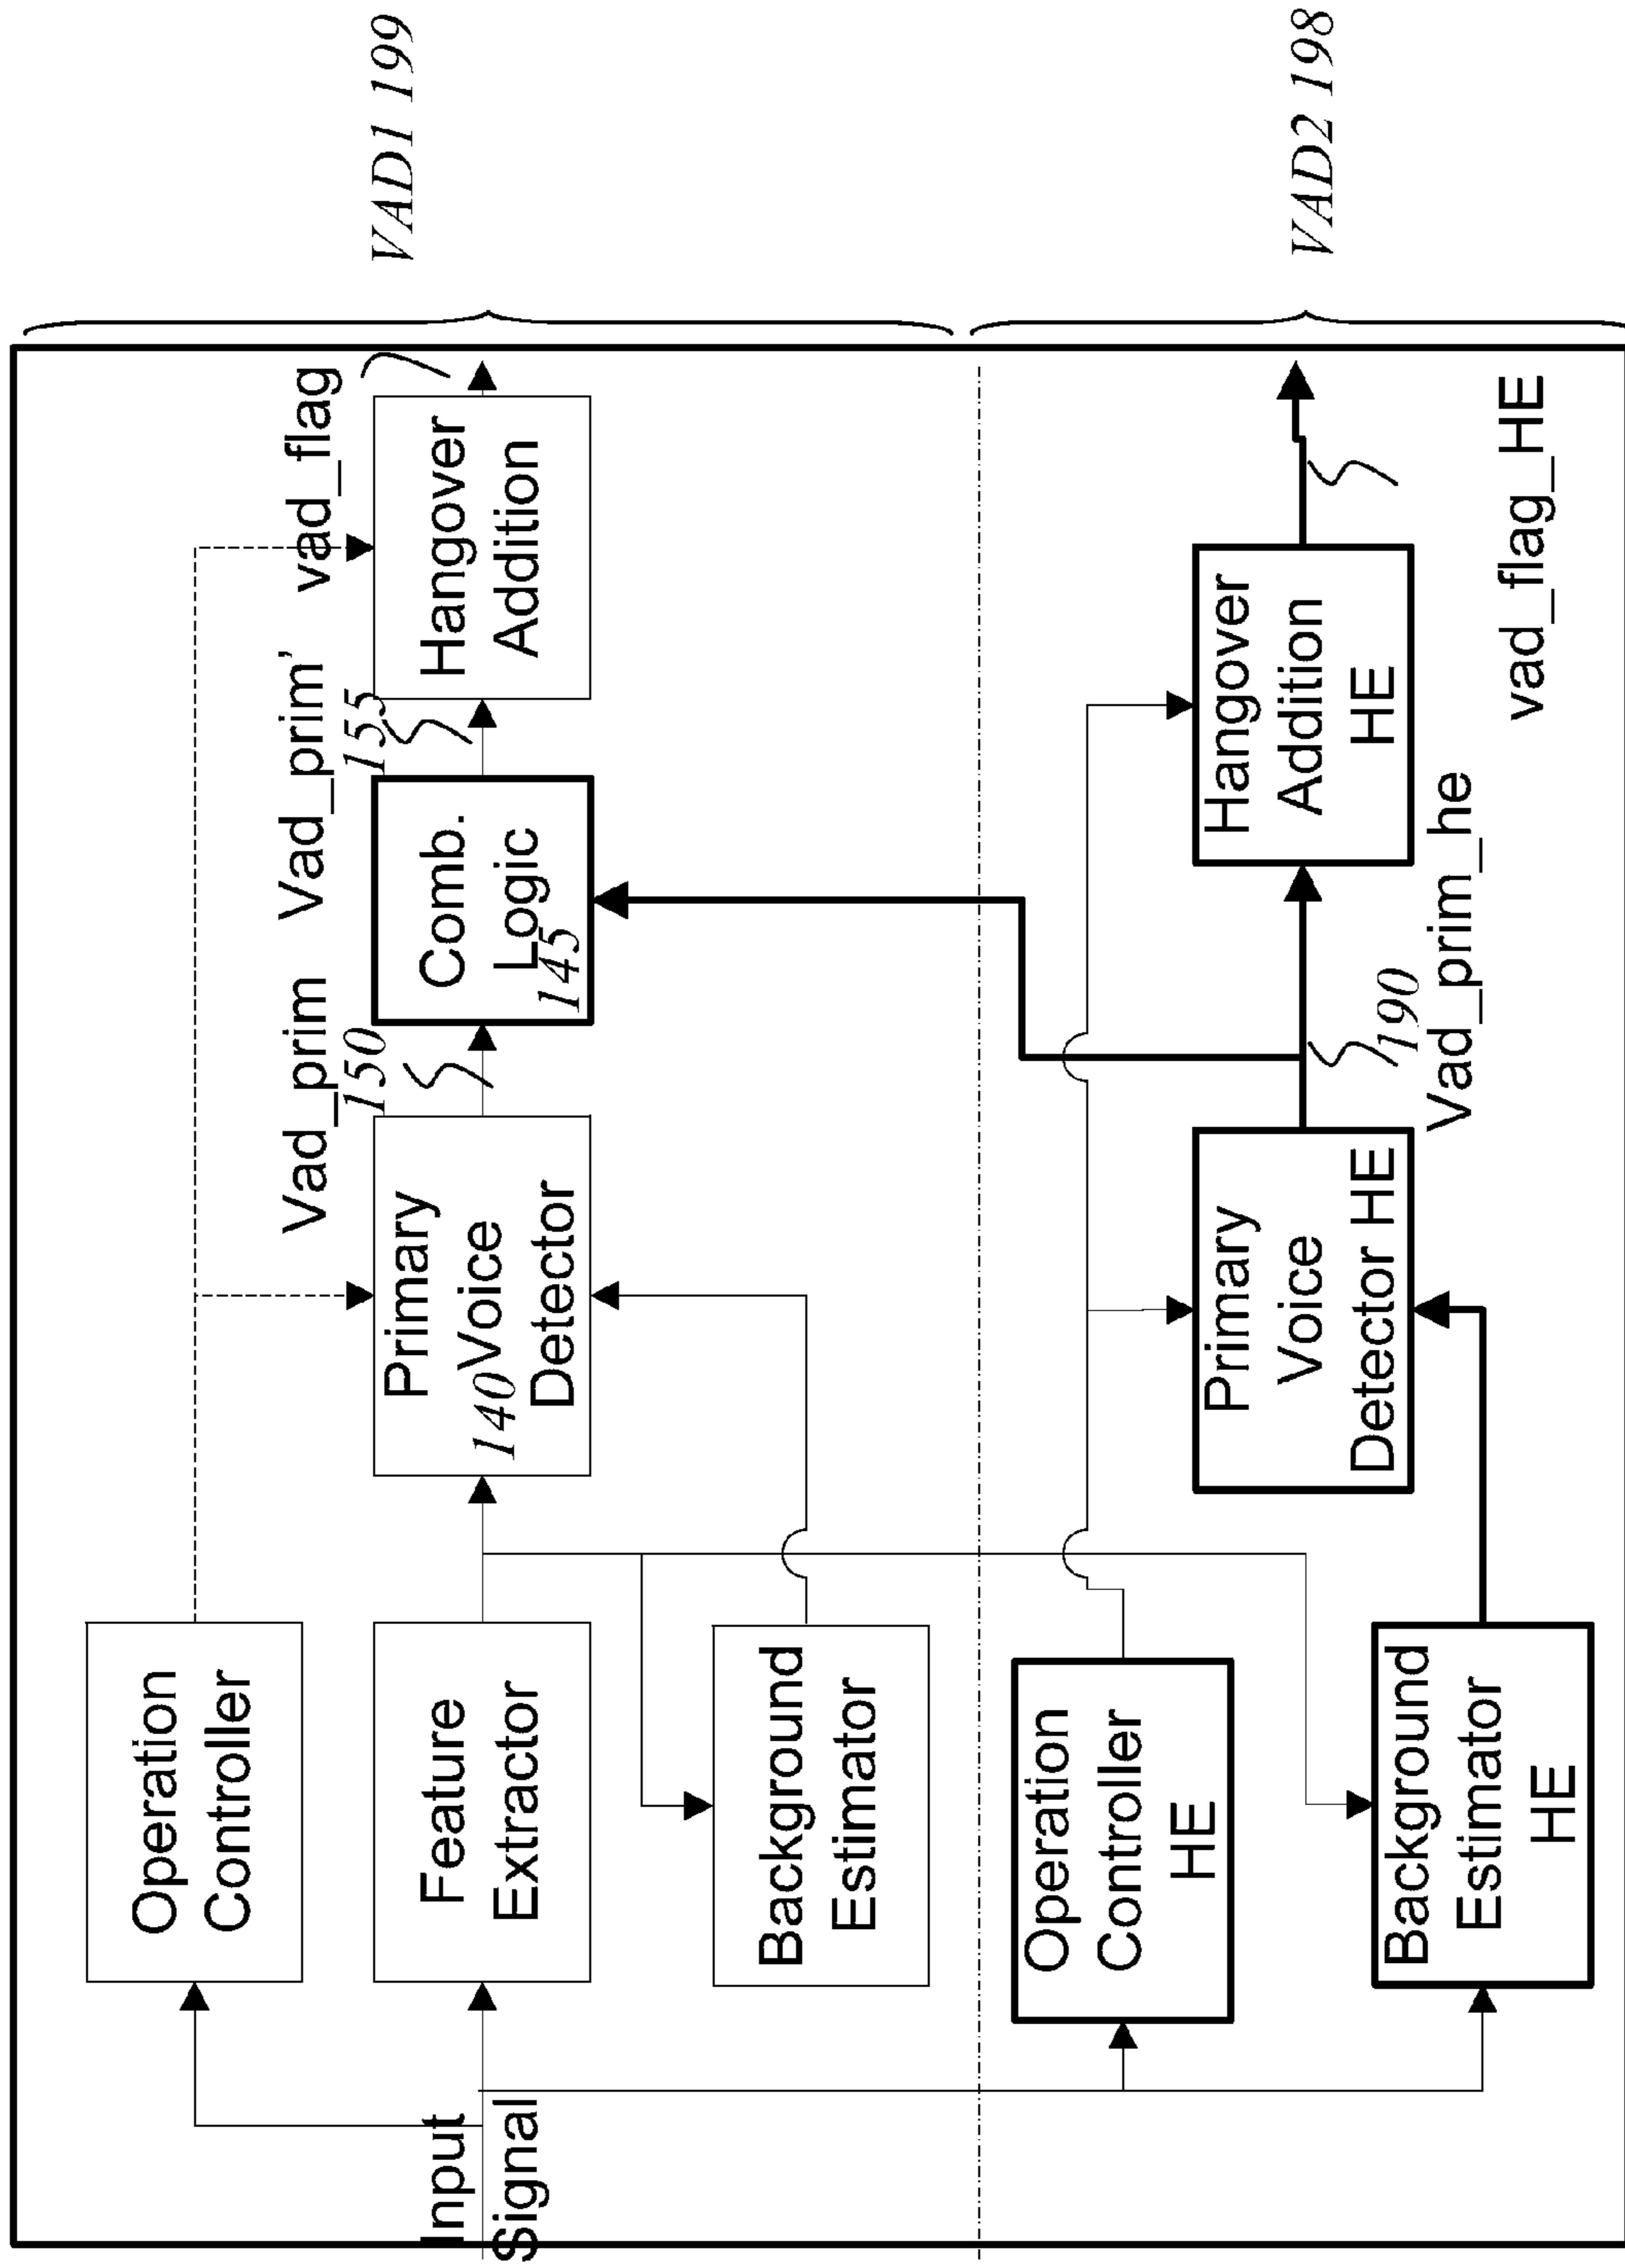 Operation
Controller
Vad_prim
150
Vad_prim’
155
vad_flag
VAD1 199
Input
Signal
Feature
Extractor
Primary
Voice
140
Detector
Comb.
Logic
145
Hangover
Addition
Background
Estimator
Operation
Controller
HE
Primary
Voice
Detector HE
190
Vad_prim_he
Hangover
Addition
HE
VAD2 198
Background
Estimator
HE
vad_flag_HE